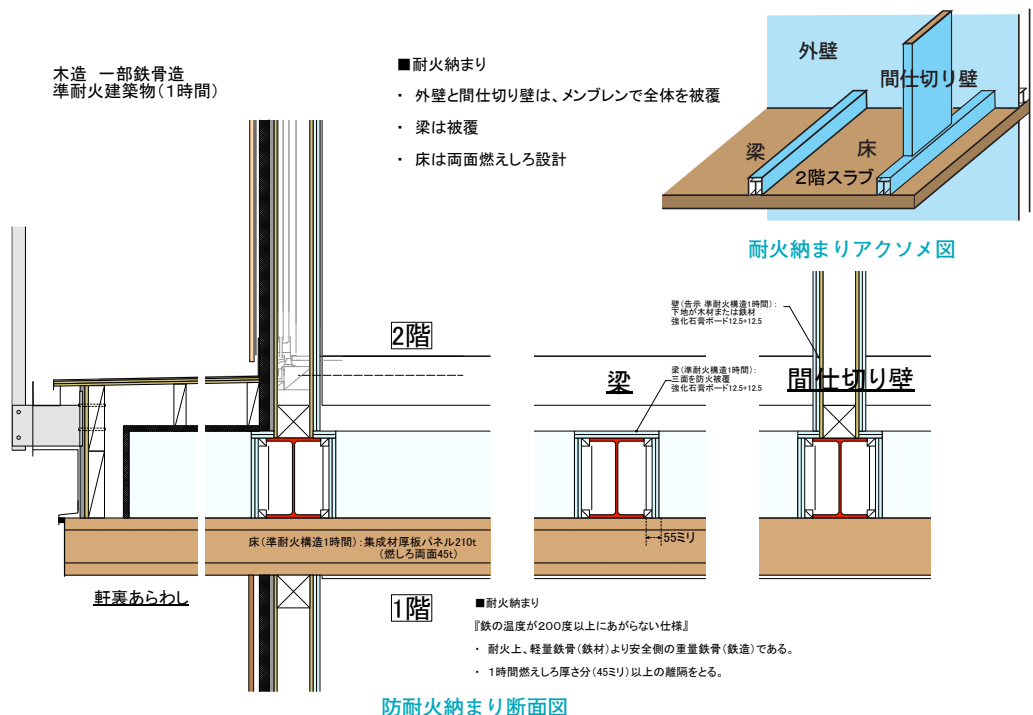 木造 一部鉄骨造
準耐火建築物(1時間)
■耐火納まり
・ 外壁と間仕切り壁は、メンブレンで全体を被覆
・ 梁は被覆
・ 床は両面燃えしろ設計
外壁
間仕切り壁
梁
床
2階スラブ
耐火納まりアクソメ図
壁(告示 準耐火構造1時間):
下地が木材または鉄材
強化石膏ボード12.5+12.5
2階
梁
梁(準耐火構造1時間):
三面を防火被覆
強化石膏ボード12.5+12.5
間仕切り壁
55ミリ
床(準耐火構造1時間):集成材厚板パネル210t
(燃しろ両面45t)
軒裏あらわし
1階
■耐火納まり
『鉄の温度が200度以上にあがらない仕様』
・ 耐火上、軽量鉄骨(鉄材)より安全側の重量鉄骨(鉄造)である。
・ 1時間燃えしろ厚さ分(45ミリ)以上の離隔をとる。
防耐火納まり断面図